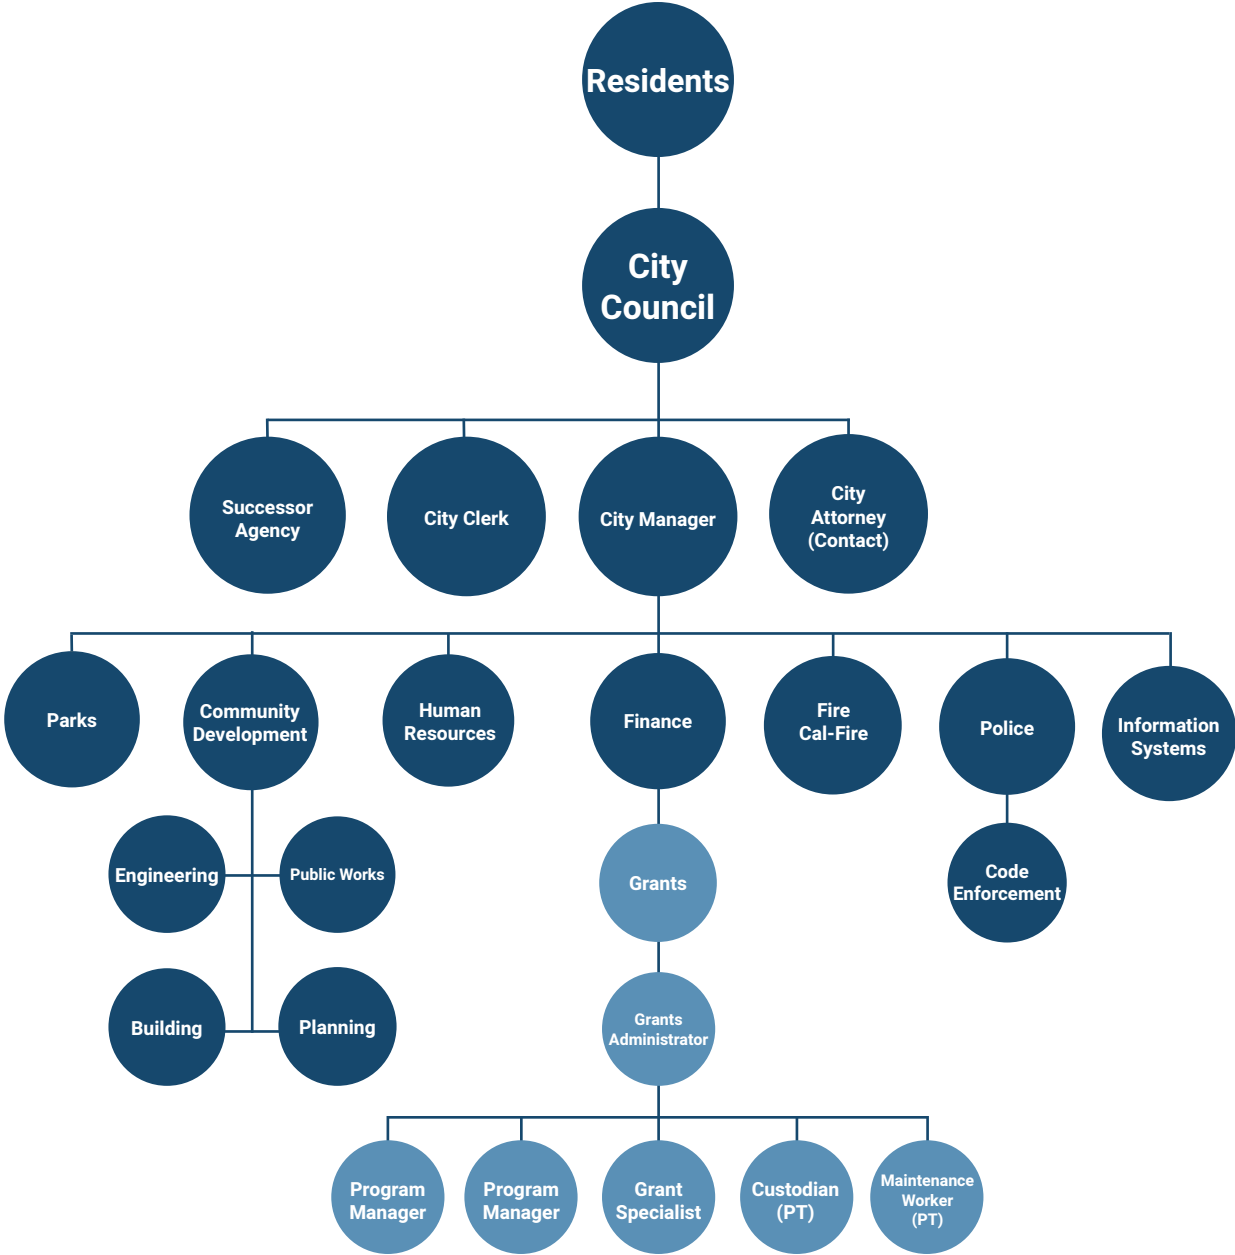 Residents
City
Council
Successor
Agency
City Clerk
City Manager
City
Attorney
(Contact)
Parks
Community
Development
Human
Resources
Finance
Fire
Cal-Fire
Police
Information
Systems
Engineering
Public Works
Grants
Code
Enforcement
Building
Planning
Grants
Administrator
Program
Manager
Program
Manager
Grant
Specialist
Custodian
(PT)
Maintenance
Worker
(PT)